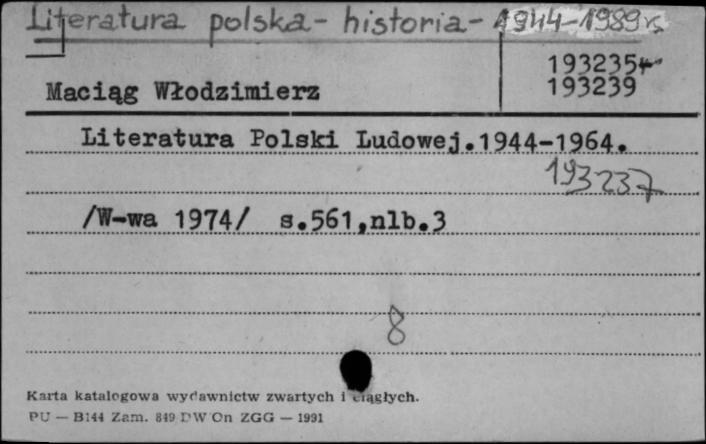 Literatura polska - historia - 1944-1989 r.
193235+
Maciąg Włodzimierz 193239
Literatura Polski Ludowej.1944-1964.
193237
/W-wa 1974/ s.561,nlb.3
8
Karta katalogowa wydawnictw zwartych i ciągłych.
PU — B144 Zam. 849 DW On ZGG — 1991